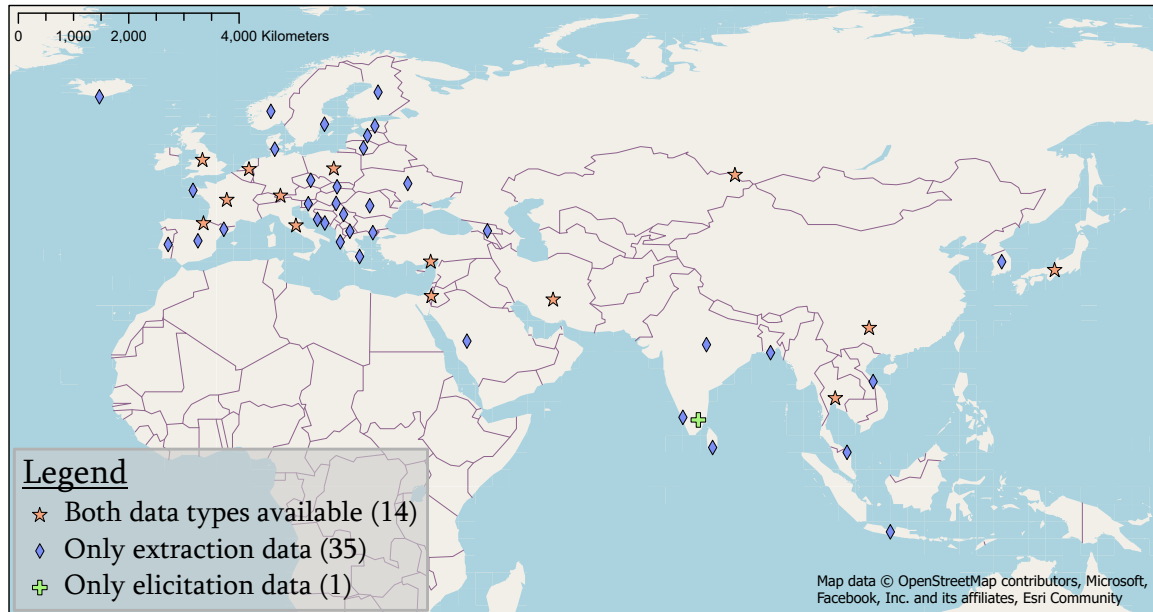 0 1,000 2,000 4,000 Kilometers
Legend
Both data types available (14)
Only extraction data (35)
Only elicitation data (1)
Map data © OpenStreetMap contributors, Microsoft,
Facebook, Inc. and its affiliates, Esri Community